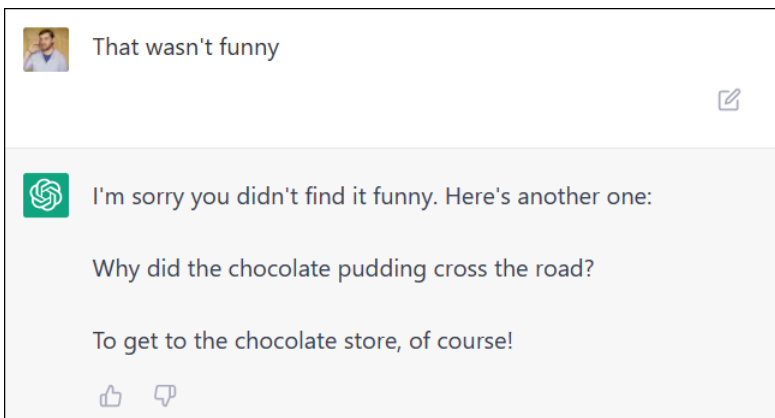 That wasn't funny
I'm sorry you didn't find it funny. Here's another one:
Why did the chocolate pudding cross the road?
To get to the chocolate store, of course!